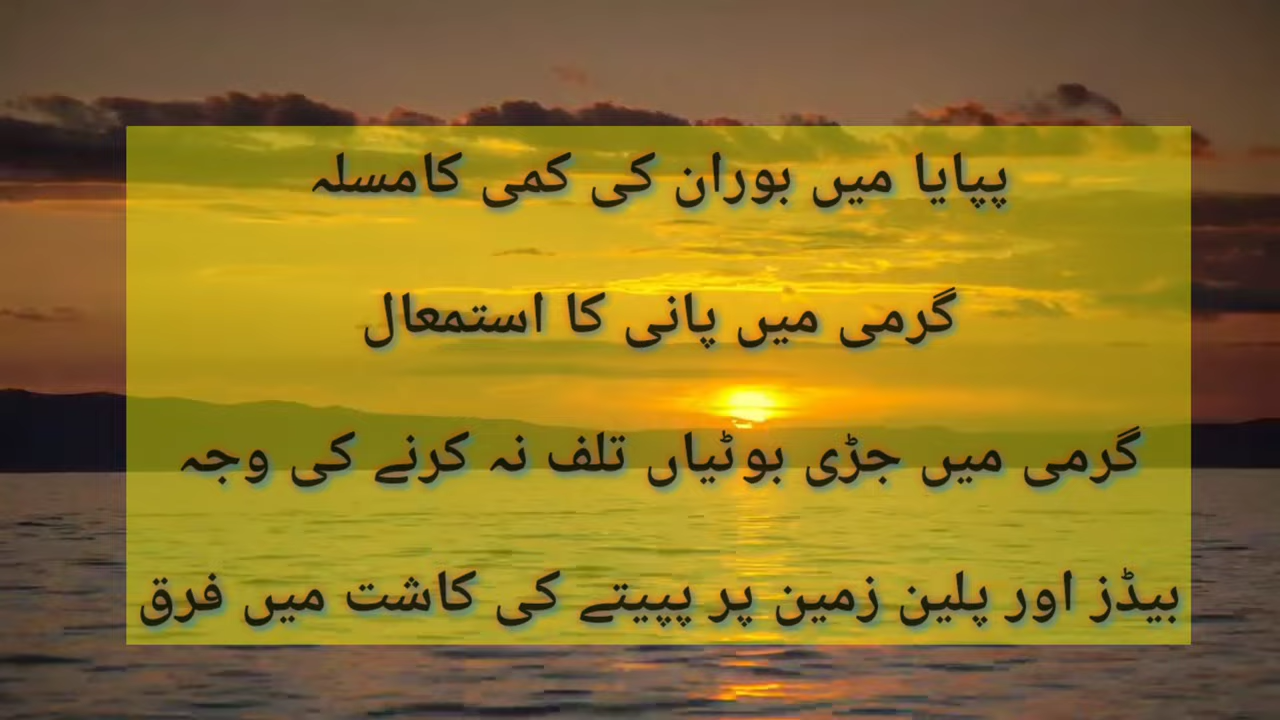 پپایا میں بوران کی کمی کامسلہ
گرمی میں پانی کا استمعال
گرمی میں جڑی بوٹیاں تلف نہ کرنے کی وجہ
بیڈز اور پلین زمین پر پپیتے کی کاشت میں فرق